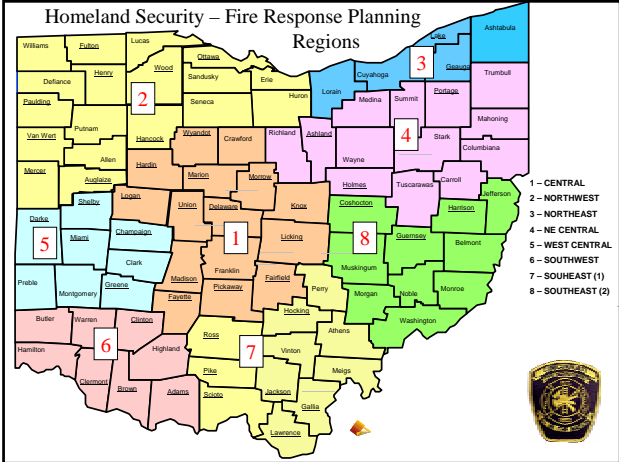 Homeland Security – Fire Response Planning
Regions
Williams
Fulton
Lucas
Ottawa
Wood
Henry
Defiance
Sandusky
Erie
Huron
Seneca
Paulding
2
Putnam
Hancock
Van Wert
Allen
Mercer
Auglaize
Lake
Ashtabula
Geauga
Cuyahoga
Lorain
3
Trumbull
Medina
Summit
Portage
Mahoning
4
Stark
Columbiana
Richland
Ashland
Wayne
Holmes
Tuscarawas
Carroll
Wyandot
Crawford
Hardin
Marion
Morrow
Logan
Union
Delaware
Knox
1
Licking
Franklin
Madison
Fayette
Pickaway
Fairfield
Shelby
Darke
Miami
Champaign
5
Clark
Preble
Montgomery
Greene
Jefferson
Coshocton
Harrison
8
Guernsey
Belmont
Muskingum
Morgan
Noble
Monroe
Washington
Butler
Warren
Clinton
6
Hamilton
Highland
Clermont
Brown
Adams
Perry
Hocking
Athens
Ross
7
Vinton
Meigs
Pike
Jackson
Scioto
Gallia
Lawrence
1 – CENTRAL
2 – NORTHWEST
3 – NORTHEAST
4 – NE CENTRAL
5 – WEST CENTRAL
6 – SOUTHWEST
7 – SOUHEAST (1)
8 – SOUTHEAST (2)